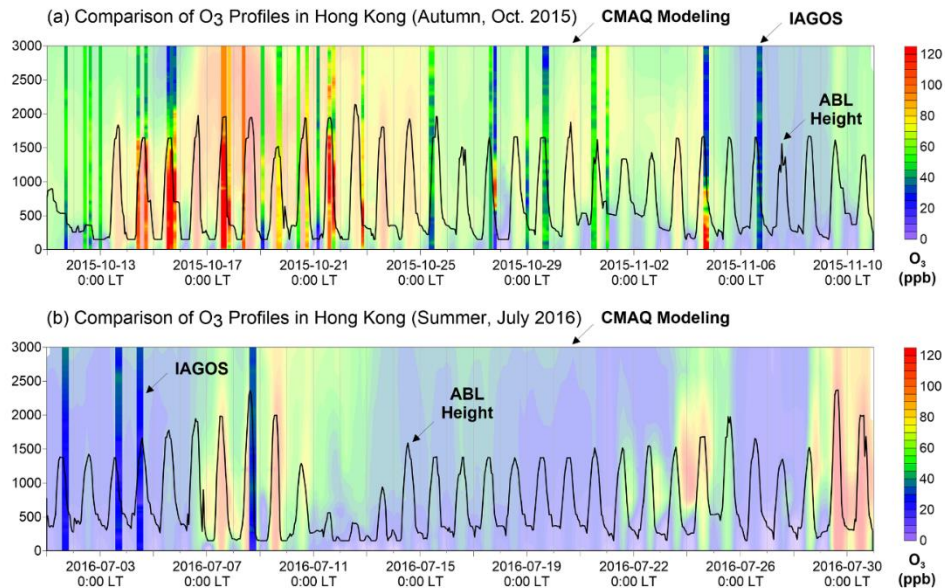 (a) Comparison of O₃ Profiles in Hong Kong (Autumn, Oct. 2015)
CMAQ Modeling
IAGOS
3000
2500
2000
1500
1000
500
0
ABL
Height
2015-10-13 2015-10-17 2015-10-21 2015-10-25 2015-10-29 2015-11-02 2015-11-06 2015-11-10
0:00 LT 0:00 LT 0:00 LT 0:00 LT 0:00 LT 0:00 LT 0:00 LT 0:00 LT
120
100
80
60
40
20
0
O₃
(ppb)
(b) Comparison of O₃ Profiles in Hong Kong (Summer, July 2016)
CMAQ Modeling
3000
2500
2000
1500
1000
500
0
IAGOS
ABL
Height
2016-07-03 2016-07-07 2016-07-11 2016-07-15 2016-07-19 2016-07-22 2016-07-26 2016-07-30
0:00 LT 0:00 LT 0:00 LT 0:00 LT 0:00 LT 0:00 LT 0:00 LT 0:00 LT
120
100
80
60
40
20
0
O₃
(ppb)